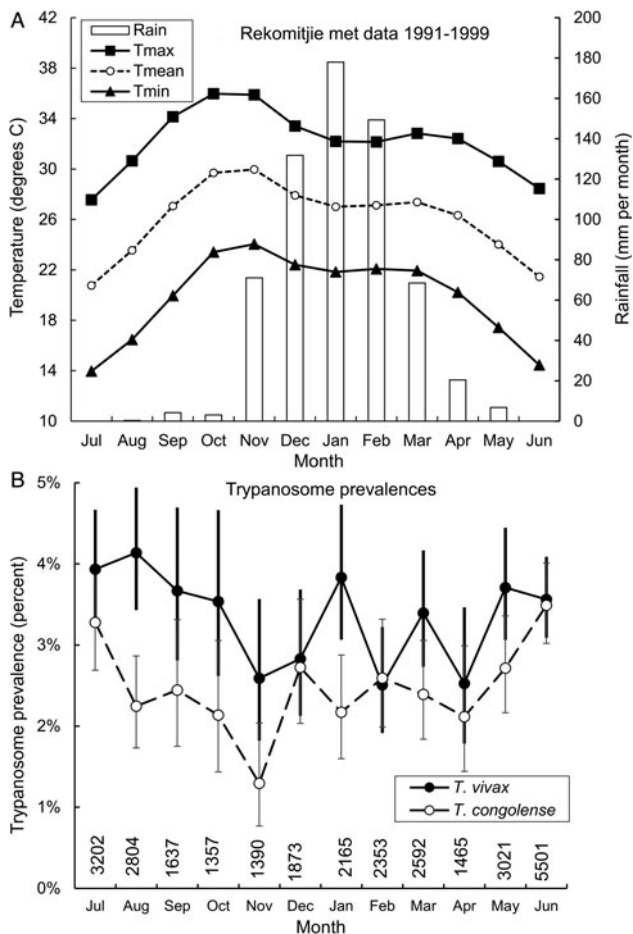 A
Rekomitjie met data 1991-1999
Rain
Tmax
Tmean
Tmin
Temperature (degrees C)
42
38
34
30
26
22
18
14
10
Rainfall (mm per month)
200
180
160
140
120
100
80
60
40
20
0
Jul Aug Sep Oct Nov Dec Jan Feb Mar Apr May Jun
Month
B
Trypanosome prevalences
Trypanosome prevalence (percent)
5%
4%
3%
2%
1%
0%
T. vivax
T. congolense
3202 2804 1637 1357 1390 1873 2165 2353 2592 1465 3021 5501
Jul Aug Sep Oct Nov Dec Jan Feb Mar Apr May Jun
Month